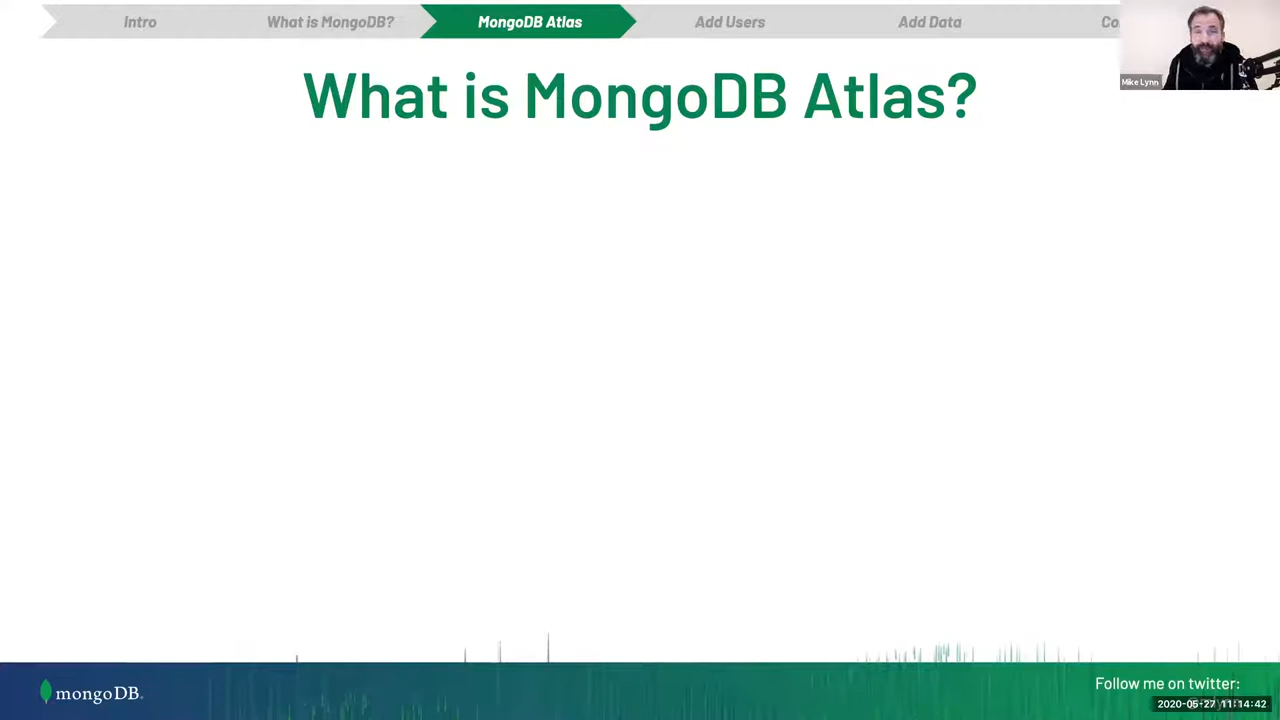 Intro
What is MongoDB?
MongoDB Atlas
Add Users
Add Data
Mike Lynn
What is MongoDB Atlas?
mongoDB.
Follow me on twitter:
2020-05-27 11:14:42